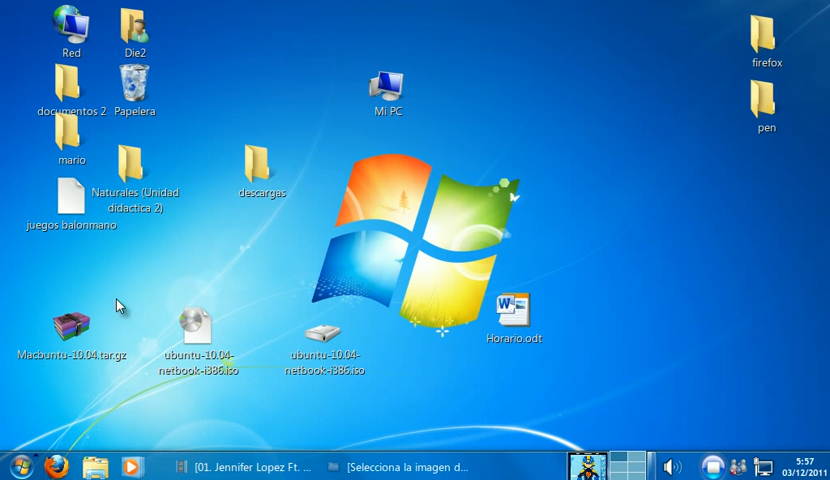 Red
Die2
documentos 2
Papelera
Mi PC
firefox
pen
mario
Naturales (Unidad
didactica 2)
descargas
juegos balonmano
Macbuntu-10.04.tar.gz
ubuntu-10.04-
netbook-i386.iso
ubuntu-10.04-
netbook-i386.iso
W
Horario.odt
[01. Jennifer Lopez Ft. ...
[Selecciona la imagen d...
5:57
03/12/2011